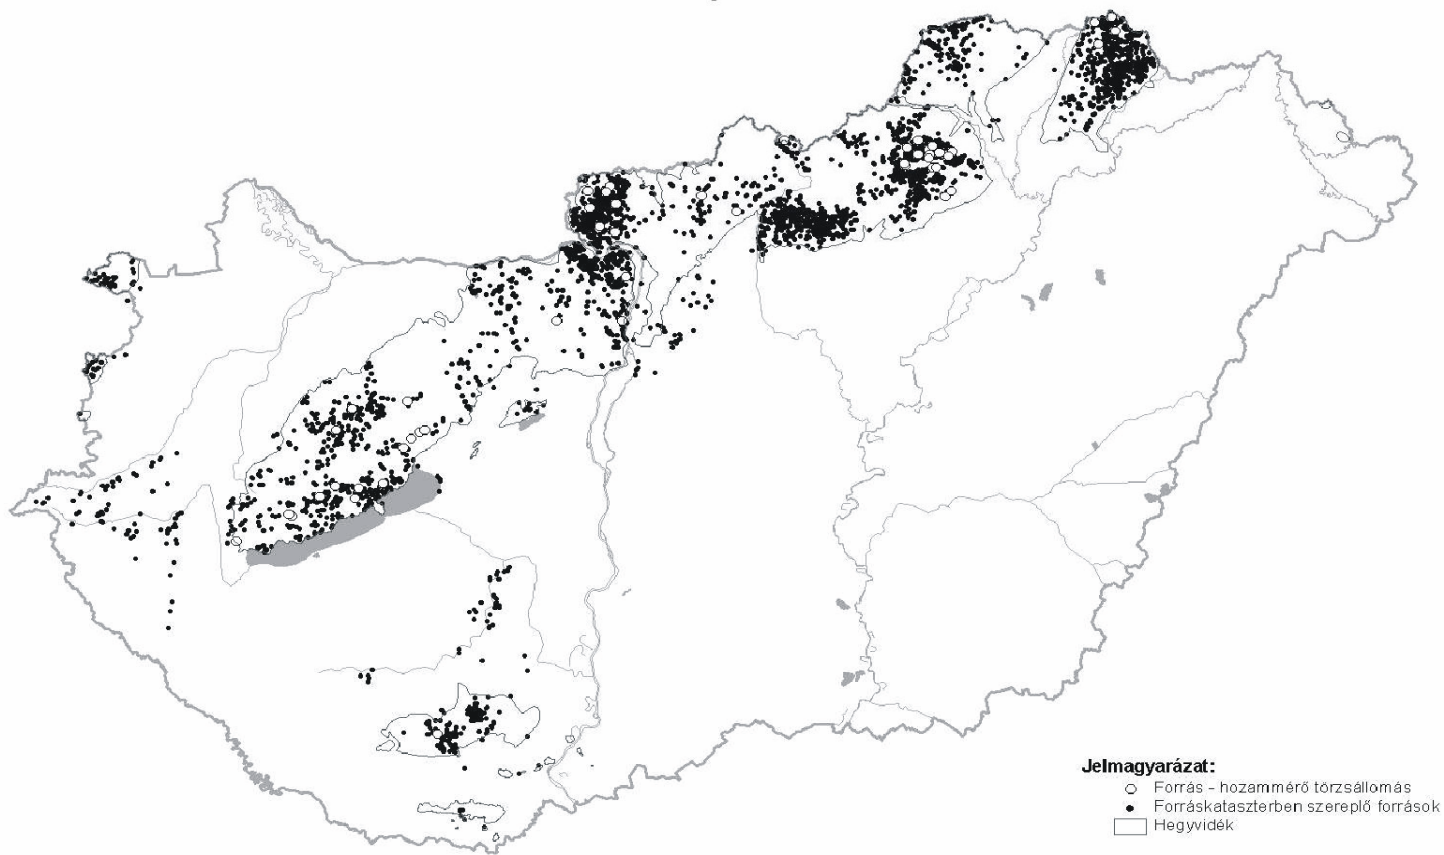 Jelmagyarázat:
Forrás - hozammérő törzsállomás
Forráskataszterben szereplő források
Hegyvidék